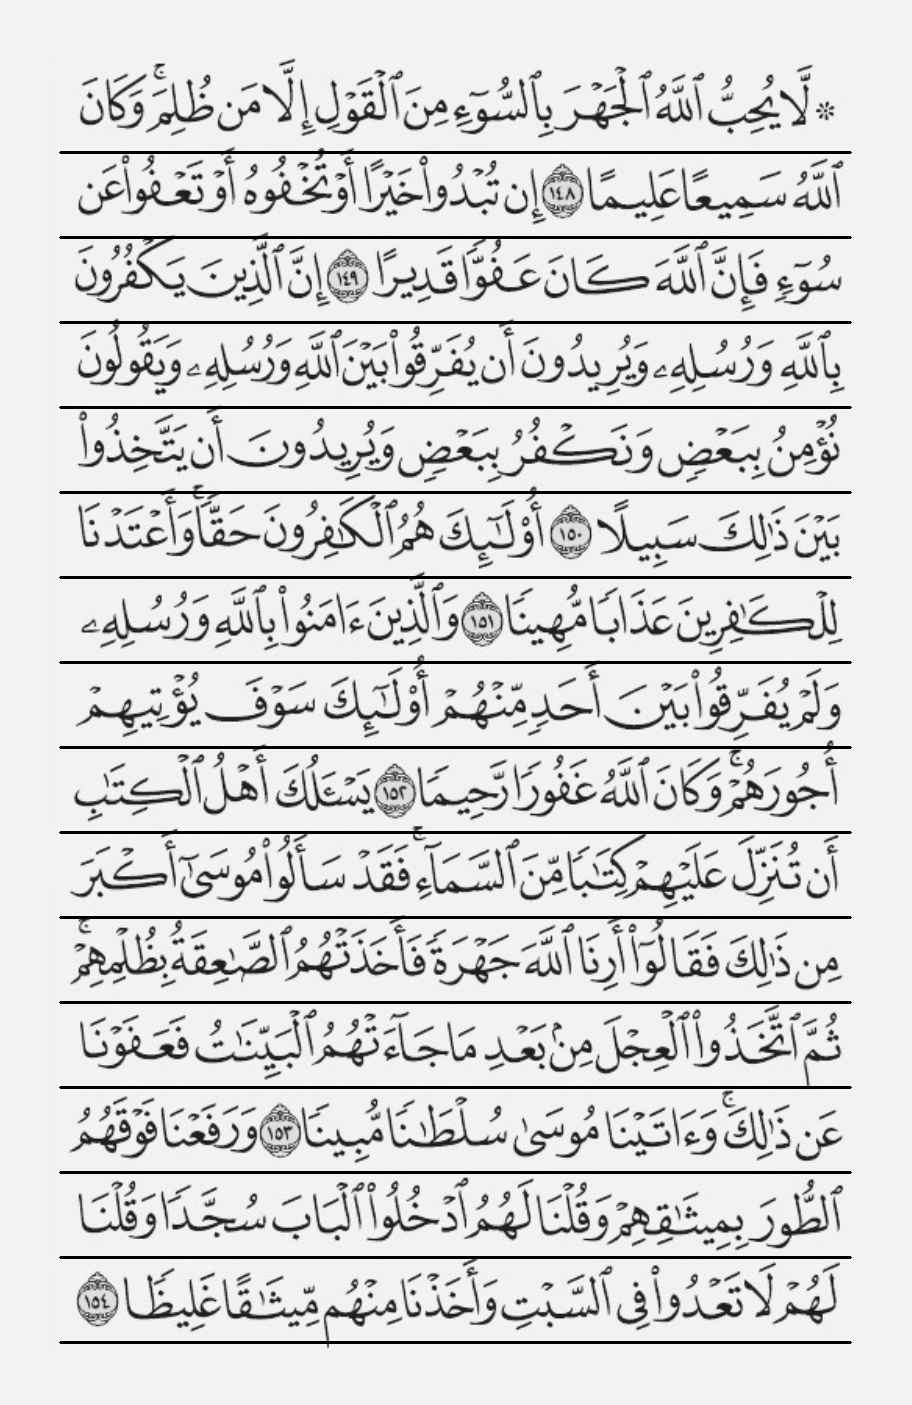 ۞ لَّا يُحِبُّ ٱللَّهُ ٱلْجَهْرَ بِٱلسُّوٓءِ مِنَ ٱلْقَوْلِ إِلَّا مَن ظُلِمَ ۚ وَكَانَ
ٱللَّهُ سَمِيعًا عَلِيمًا ١٤٨ إِن تُبْدُوا۟ خَيْرًا أَوْ تُخْفُوهُ أَوْ تَعْفُوا۟ عَن
سُوٓءٍ فَإِنَّ ٱللَّهَ كَانَ عَفُوًّا قَدِيرًا ١٤٩ إِنَّ ٱلَّذِينَ يَكْفُرُونَ
بِٱللَّهِ وَرُسُلِهِۦ وَيُرِيدُونَ أَن يُفَرِّقُوا۟ بَيْنَ ٱللَّهِ وَرُسُلِهِۦ وَيَقُولُونَ
نُؤْمِنُ بِبَعْضٍ وَنَكْفُرُ بِبَعْضٍ وَيُرِيدُونَ أَن يَتَّخِذُوا۟
بَيْنَ ذَٰلِكَ سَبِيلًا ١٥٠ أُو۟لَٰٓئِكَ هُمُ ٱلْكَٰفِرُونَ حَقًّا ۚ وَأَعْتَدْنَا
لِلْكَٰفِرِينَ عَذَابًا مُّهِينًا ١٥١ وَٱلَّذِينَ ءَامَنُوا۟ بِٱللَّهِ وَرُسُلِهِۦ
وَلَمْ يُفَرِّقُوا۟ بَيْنَ أَحَدٍ مِّنْهُمْ أُو۟لَٰٓئِكَ سَوْفَ يُؤْتِيهِمْ
أُجُورَهُمْ ۚ وَكَانَ ٱللَّهُ غَفُورًا رَّحِيمًا ١٥٢ يَسْـَٔلُكَ أَهْلُ ٱلْكِتَٰبِ
أَن تُنَزِّلَ عَلَيْهِمْ كِتَٰبًا مِّنَ ٱلسَّمَآءِ ۚ فَقَدْ سَأَلُوا۟ مُوسَىٰٓ أَكْبَرَ
مِن ذَٰلِكَ فَقَالُوٓا۟ أَرِنَا ٱللَّهَ جَهْرَةً فَأَخَذَتْهُمُ ٱلصَّٰعِقَةُ بِظُلْمِهِمْ ۚ
ثُمَّ ٱتَّخَذُوا۟ ٱلْعِجْلَ مِنۢ بَعْدِ مَا جَآءَتْهُمُ ٱلْبَيِّنَٰتُ فَعَفَوْنَا
عَن ذَٰلِكَ ۚ وَءَاتَيْنَا مُوسَىٰ سُلْطَٰنًا مُّبِينًا ١٥٣ وَرَفَعْنَا فَوْقَهُمُ
ٱلطُّورَ بِمِيثَٰقِهِمْ وَقُلْنَا لَهُمُ ٱدْخُلُوا۟ ٱلْبَابَ سُجَّدًا وَقُلْنَا
لَهُمْ لَا تَعْدُوا۟ فِى ٱلسَّبْتِ وَأَخَذْنَا مِنْهُم مِّيثَٰقًا غَلِيظًا ١٥٤